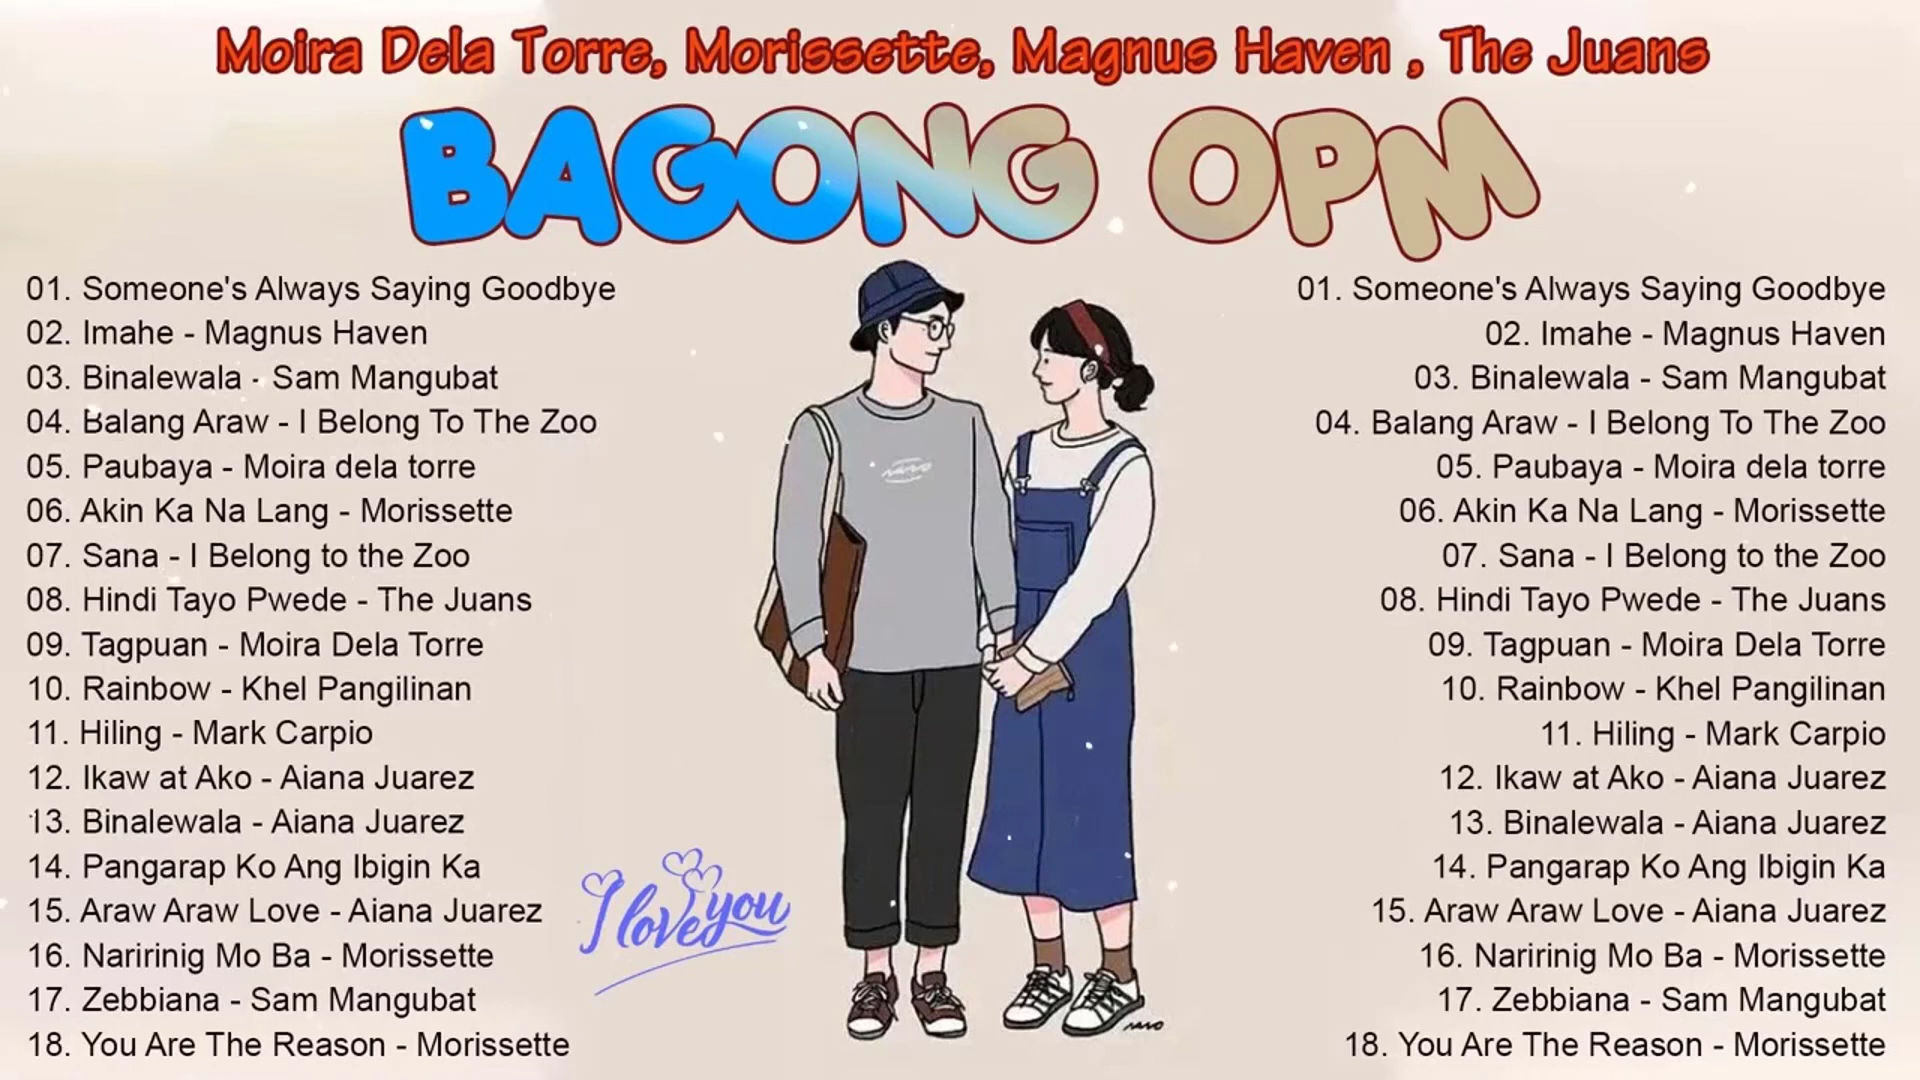 Moira Dela Torre, Morissette, Magnus Haven , The Juans
BAGONG OPM
01. Someone's Always Saying Goodbye
02. Imahe - Magnus Haven
03. Binalewala - Sam Mangubat
04. Balang Araw - I Belong To The Zoo
05. Paubaya - Moira dela torre
06. Akin Ka Na Lang - Morissette
07. Sana - I Belong to the Zoo
08. Hindi Tayo Pwede - The Juans
09. Tagpuan - Moira Dela Torre
10. Rainbow - Khel Pangilinan
11. Hiling - Mark Carpio
12. Ikaw at Ako - Aiana Juarez
13. Binalewala - Aiana Juarez
14. Pangarap Ko Ang Ibigin Ka
15. Araw Araw Love - Aiana Juarez
16. Naririnig Mo Ba - Morissette
17. Zebbiana - Sam Mangubat
18. You Are The Reason - Morissette
I love you
01. Someone's Always Saying Goodbye
02. Imahe - Magnus Haven
03. Binalewala - Sam Mangubat
04. Balang Araw - I Belong To The Zoo
05. Paubaya - Moira dela torre
06. Akin Ka Na Lang - Morissette
07. Sana - I Belong to the Zoo
08. Hindi Tayo Pwede - The Juans
09. Tagpuan - Moira Dela Torre
10. Rainbow - Khel Pangilinan
11. Hiling - Mark Carpio
12. Ikaw at Ako - Aiana Juarez
13. Binalewala - Aiana Juarez
14. Pangarap Ko Ang Ibigin Ka
15. Araw Araw Love - Aiana Juarez
16. Naririnig Mo Ba - Morissette
17. Zebbiana - Sam Mangubat
18. You Are The Reason - Morissette